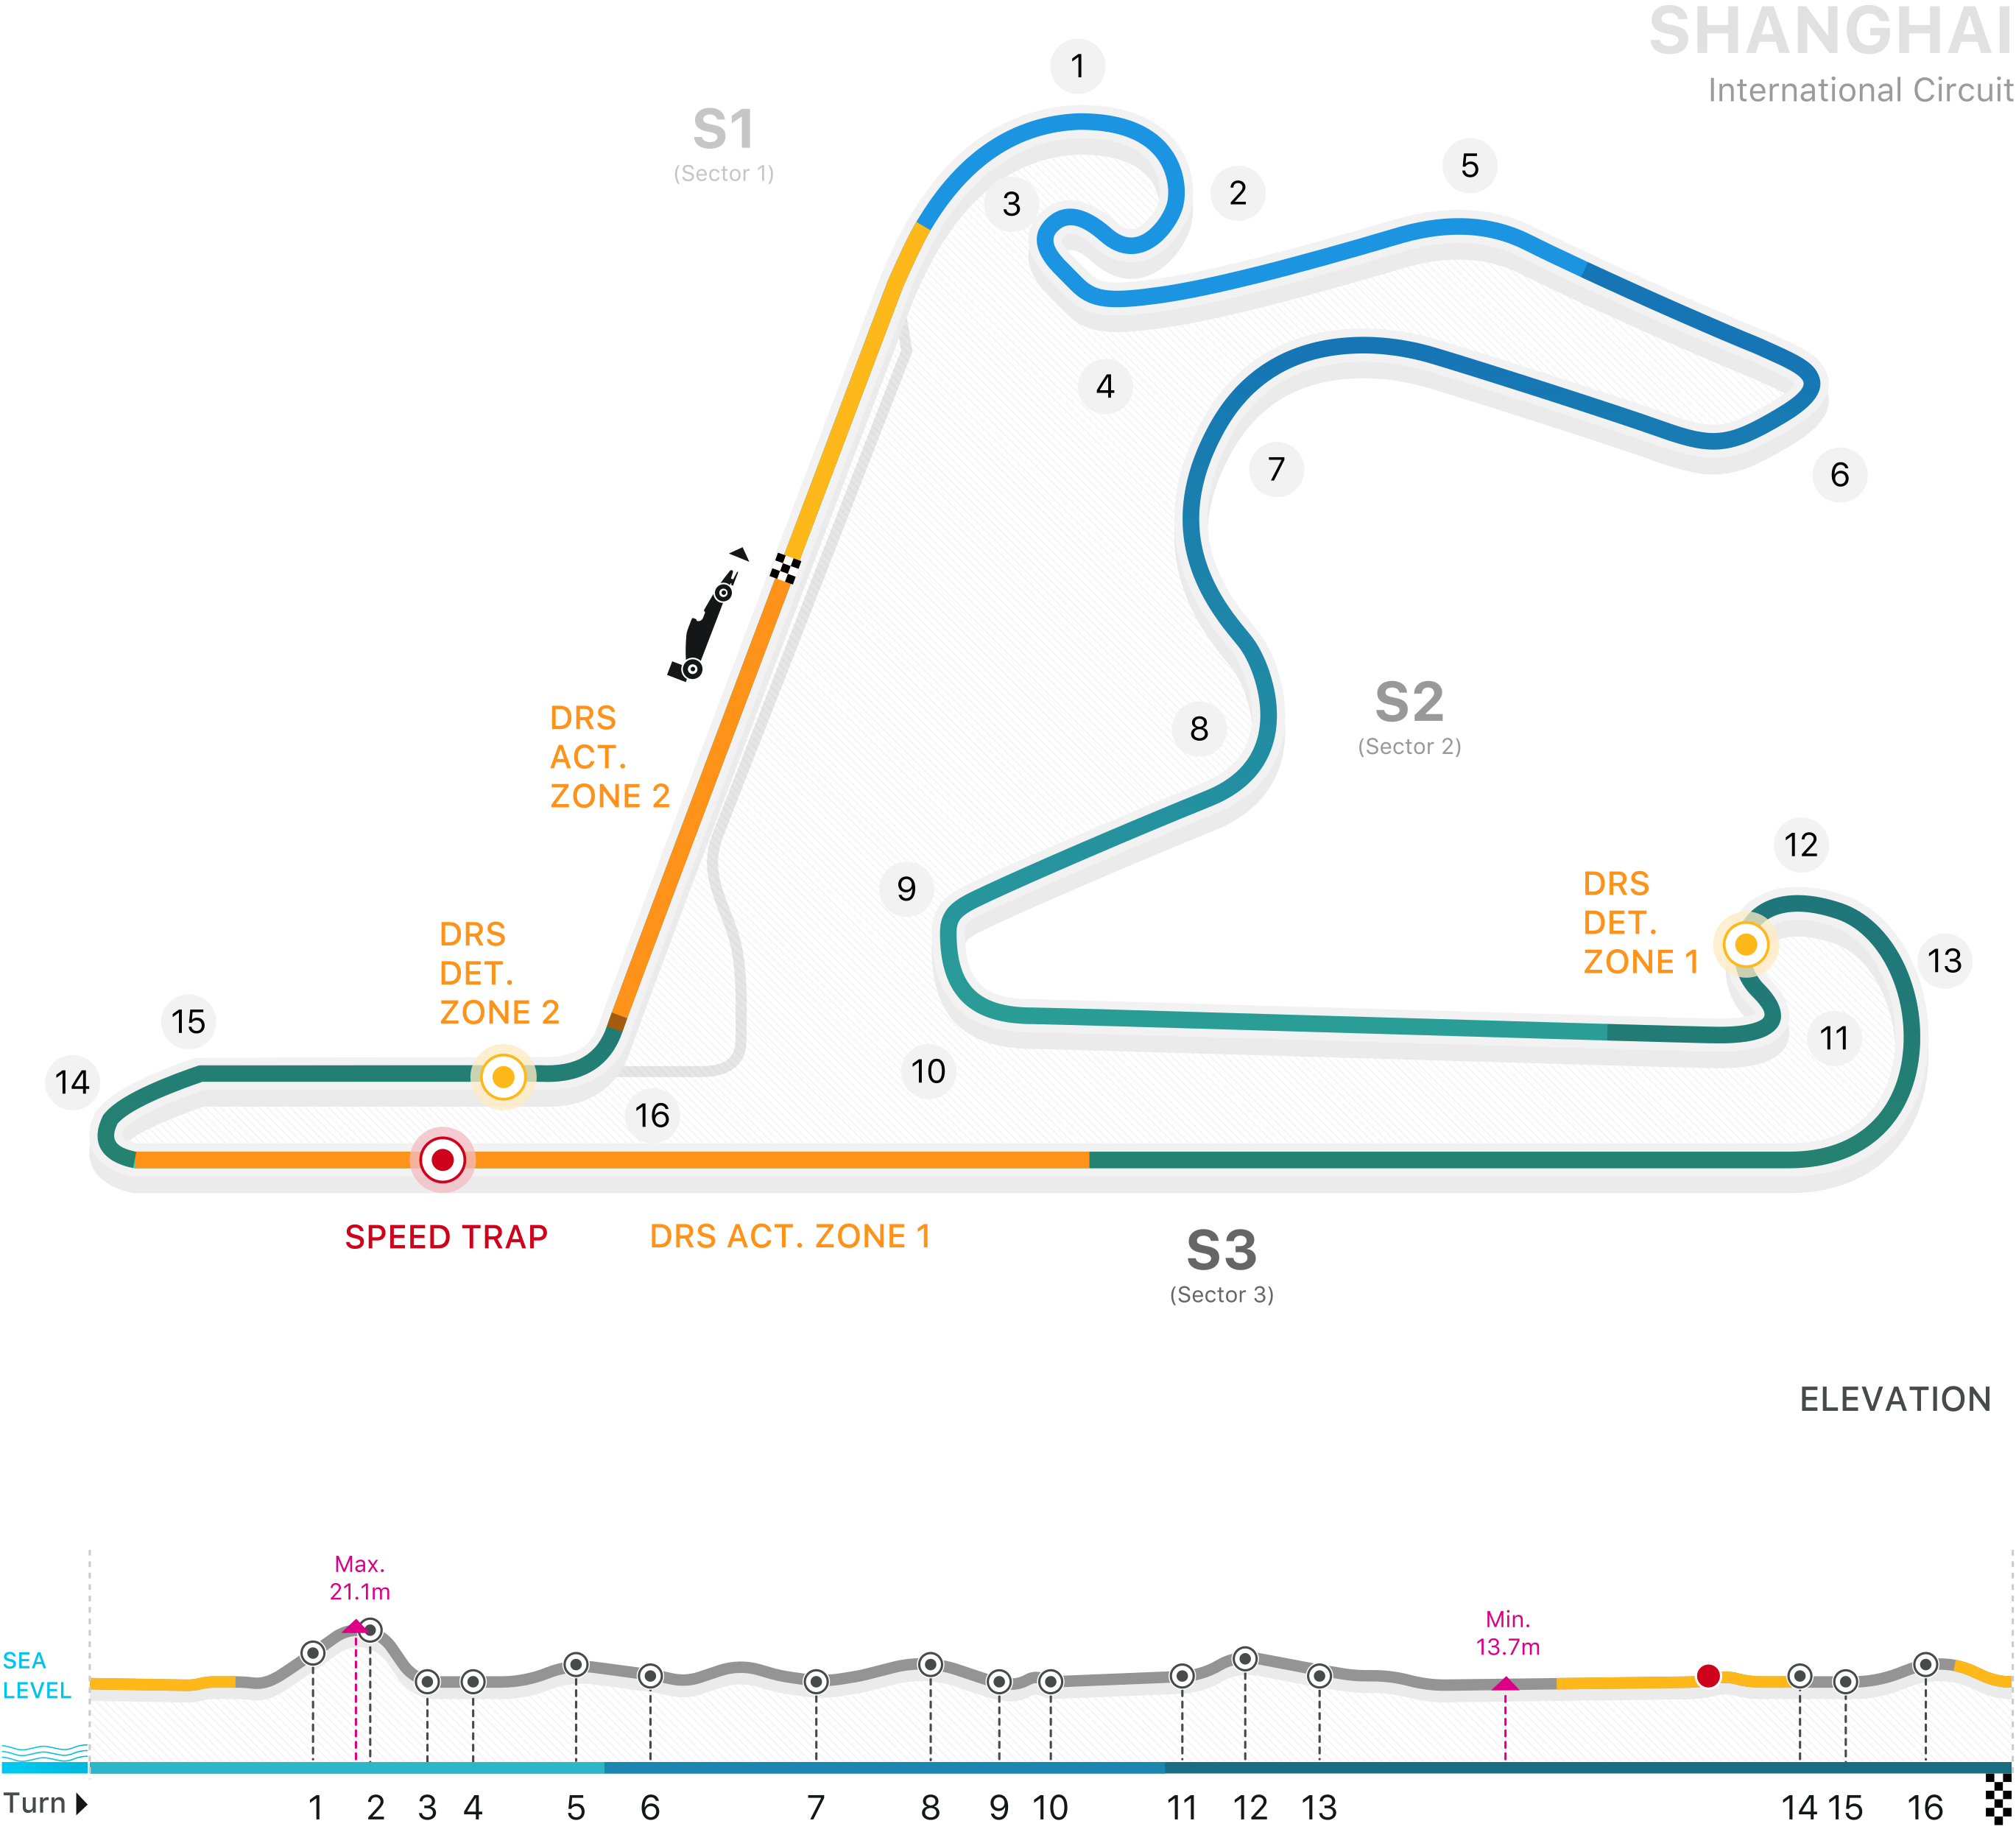 SHANGHAI
International Circuit
1
S1
(Sector 1)
2
3
5
4
7
6
DRS
ACT.
ZONE 2
8
S2
(Sector 2)
9
12
DRS
DET.
ZONE 1
13
DRS
DET.
ZONE 2
15
14
11
10
16
SPEED TRAP
DRS ACT. ZONE 1
S3
(Sector 3)
ELEVATION
Max.
21.1m
Min.
13.7m
SEA
LEVEL
Turn 1 2 3 4 5 6 7 8 9 10 11 12 13 14 15 16